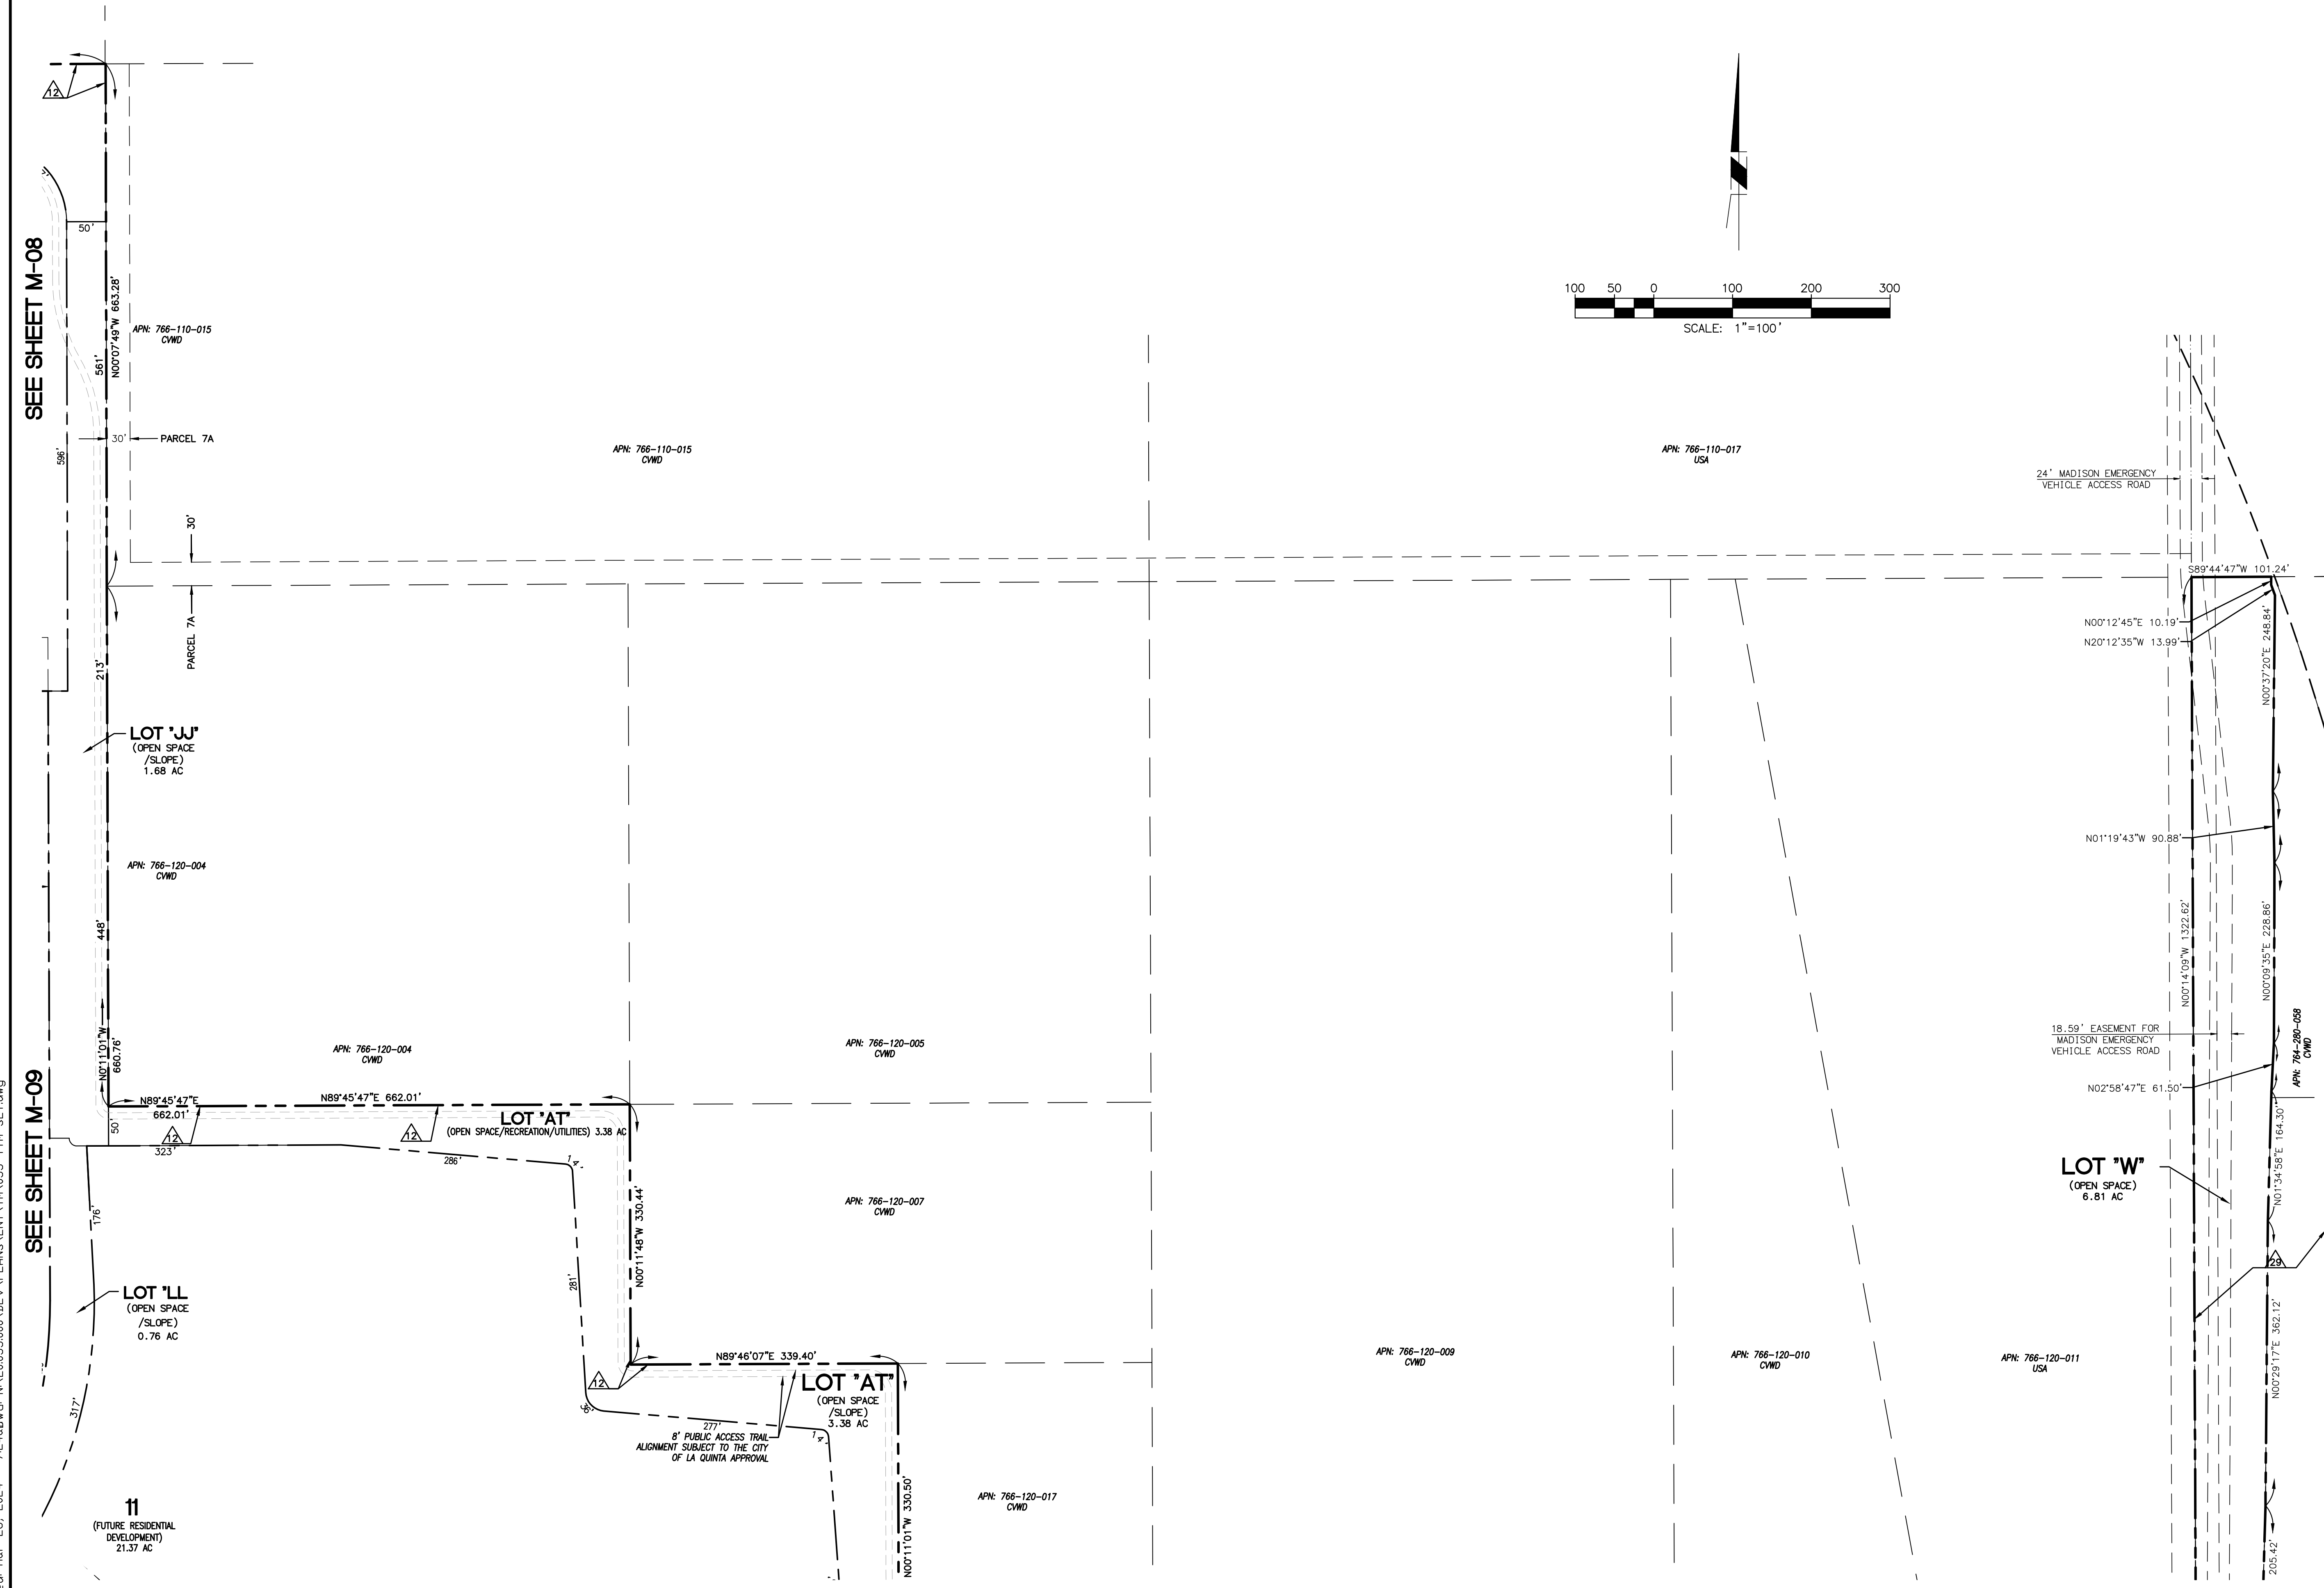 12
50'
SEE SHEET M-08
N00°07'49"W 663.28'
561'
APN: 766-110-015
CVWD
30'
PARCEL 7A
596'
APN: 766-110-015
CVWD
30'
PARCEL 7A
100 50 0 100 200 300
SCALE: 1"=100'
APN: 766-110-017
USA
24' MADISON EMERGENCY
VEHICLE ACCESS ROAD
S89°44'47"W 101.24'
N00°12'45"E 10.19'
N20°12'35"W 13.99'
N00°37'20"E 248.84'
213'
LOT "JJ"
(OPEN SPACE
/SLOPE)
1.68 AC
APN: 766-120-004
CVWD
448'
N01°19'43"W 90.88'
N00°14'09"W 1322.62'
N00°09'35"E 228.86'
N0°11'01"W
660.76'
APN: 766-120-004
CVWD
APN: 766-120-005
CVWD
18.59' EASEMENT FOR
MADISON EMERGENCY
VEHICLE ACCESS ROAD
APN: 764-280-058
CVWD
N02°58'47"E 61.50'
SEE SHEET M-09
N89°45'47"E
662.01'
N89°45'47"E 662.01'
50'
12
12
LOT "AT"
(OPEN SPACE/RECREATION/UTILITIES) 3.38 AC
323'
286'
N01°34'58"E 164.30'
LOT "W"
(OPEN SPACE)
6.81 AC
176'
N00°11'48"W 330.44'
APN: 766-120-007
CVWD
281'
29
LOT "LL
(OPEN SPACE
/SLOPE)
0.76 AC
N00°29'17"E 362.12'
N89°46'07"E 339.40'
12
LOT "AT"
(OPEN SPACE
/SLOPE)
3.38 AC
APN: 766-120-009
CVWD
APN: 766-120-010
CVWD
APN: 766-120-011
USA
317'
36'
277'
8' PUBLIC ACCESS TRAIL
ALIGNMENT SUBJECT TO THE CITY
OF LA QUINTA APPROVAL
N00°11'01"W 330.50'
APN: 766-120-017
CVWD
11
(FUTURE RESIDENTIAL
DEVELOPMENT)
21.37 AC
205.42'